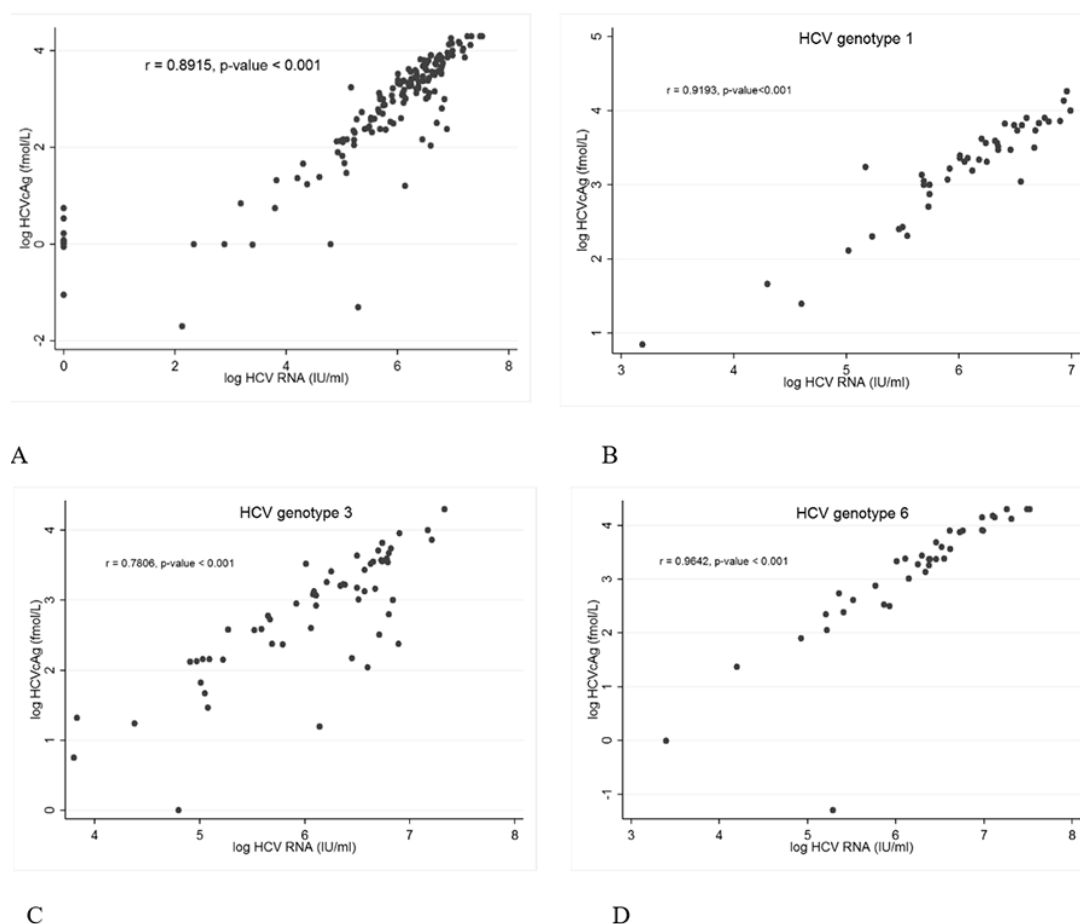 r = 0.8915, p-value < 0.001
log HCVcAg (fmol/L)
4
2
0
-2
0 2 4 6 8
log HCV RNA (IU/ml)
A
HCV genotype 1
r = 0.9193, p-value<0.001
log HCVcAg (fmol/L)
5
4
3
2
1
3 4 5 6 7
log HCV RNA (IU/ml)
B
HCV genotype 3
r = 0.7806, p-value < 0.001
log HCVcAg (fmol/L)
4
3
2
1
0
4 5 6 7 8
log HCV RNA (IU/ml)
C
HCV genotype 6
r = 0.9642, p-value < 0.001
log HCVcAg (fmol/L)
4
3
2
1
0
-1
3 4 5 6 7 8
log HCV RNA (IU/ml)
D